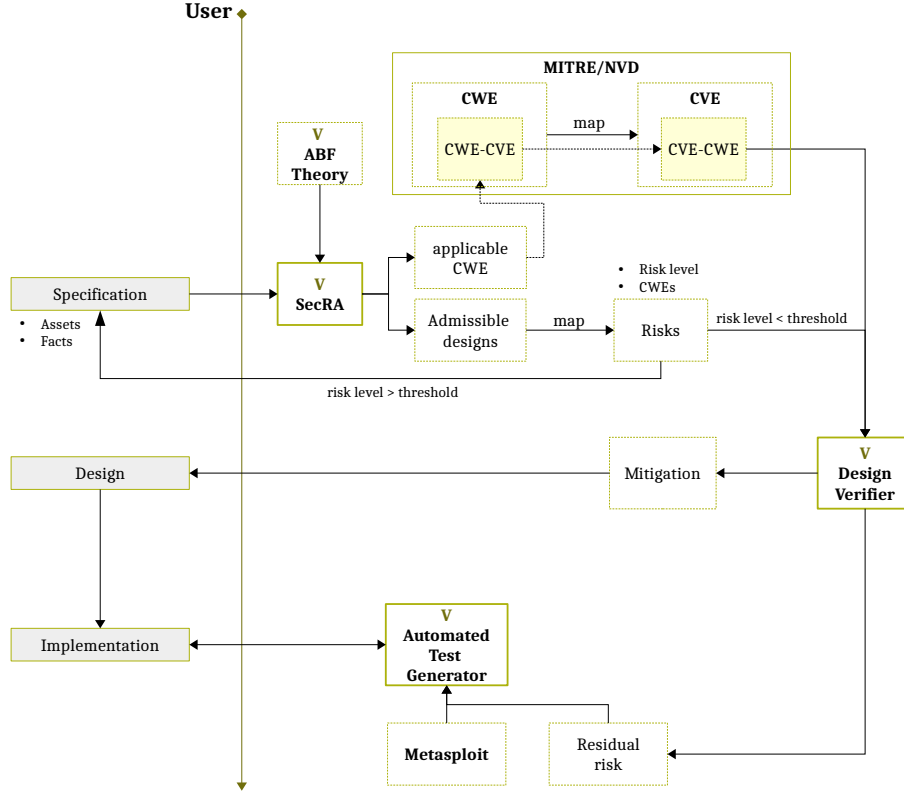 User
MITRE/NVD
CWE
CVE
map
CWE-CVE
CVE-CWE
V
ABF
Theory
applicable
CWE
• Risk level
• CWEs
V
SecRA
Specification
• Assets
• Facts
Admissible
designs
map
Risks
risk level < threshold
risk level > threshold
V
Design
Verifier
Mitigation
Design
V
Automated
Test
Generator
Implementation
Metasploit
Residual
risk